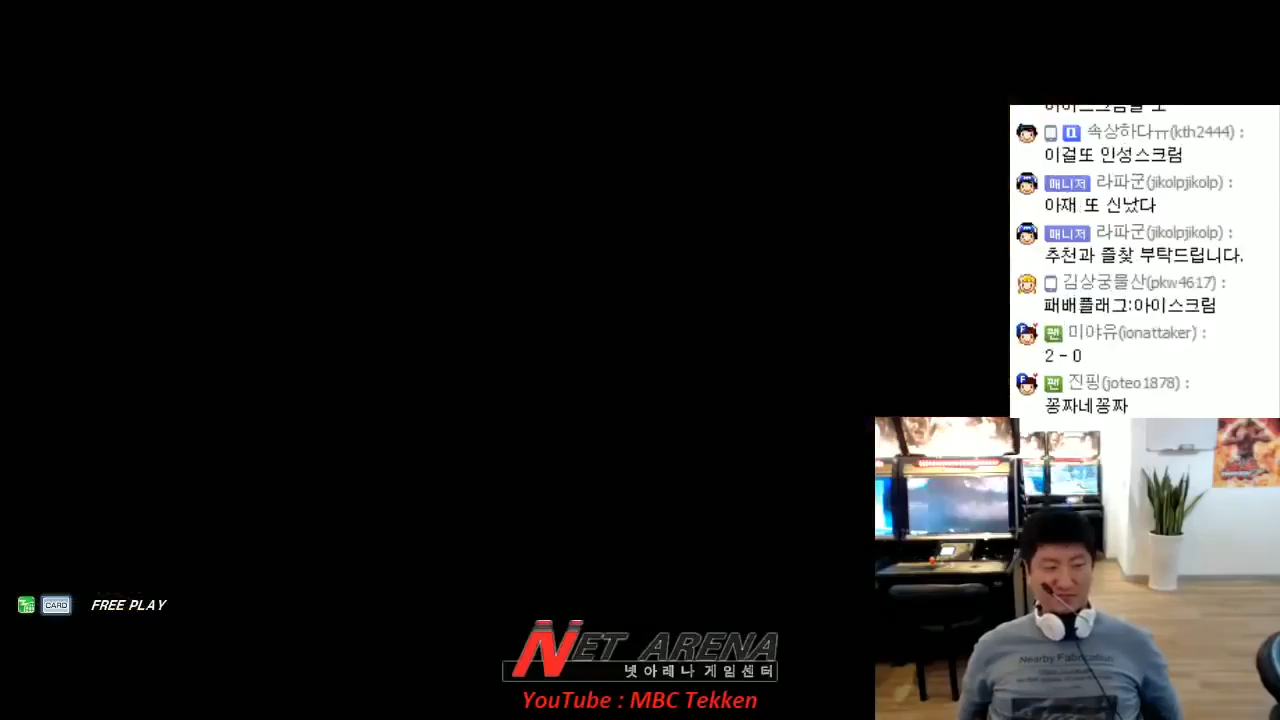 속상하다ㅠ(kth2444) :
이걸또 인성스크림
매니저 라파군(jikolpjikolp) :
아재 또 신났다
매니저 라파군(jikolpjikolp) :
추천과 즐찾 부탁드립니다.
김상궁물산(pkw4617) :
패배플래그:아이스크림
팬 미야유(ionattaker) :
2 - 0
팬 진핑(joteo1878) :
꽁짜네꽁짜
CARD FREE PLAY
NET ARENA
넷아레나 게임센터
YouTube : MBC Tekken
Nearby Fabrication